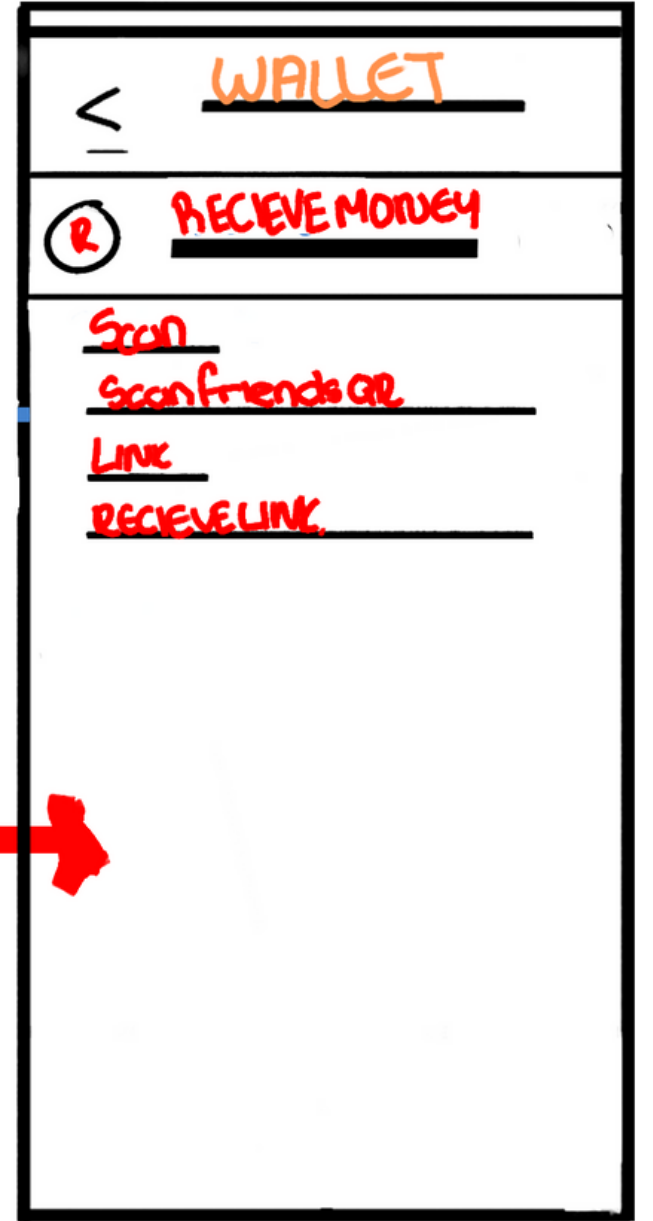 WALLET
<
R
RECIEVE MONEY
Scan
Scan friends QR
LINK
RECIEVE LINK.